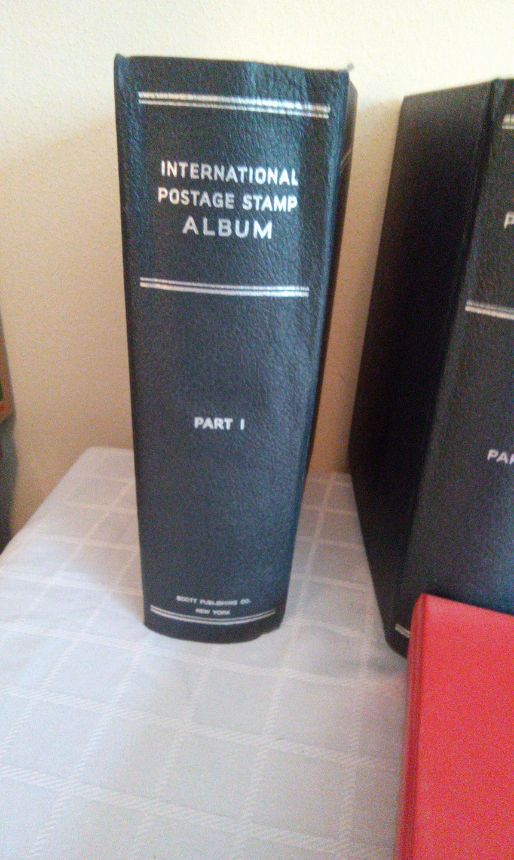 INTERNATIONAL
POSTAGE STAMP
ALBUM
PART I
SCOTT PUBLISHING CO.
NEW YORK